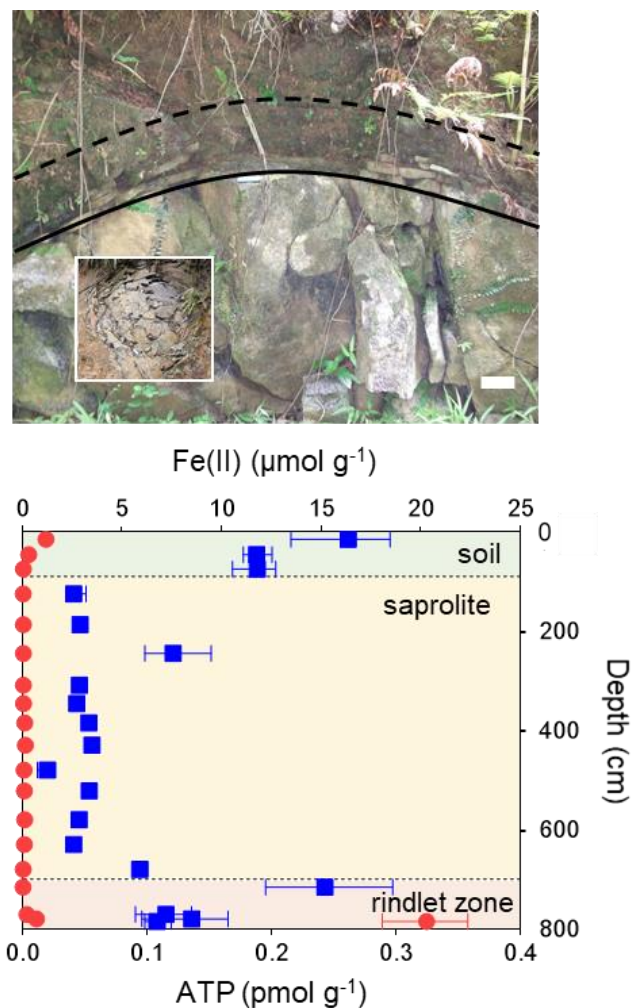 Fe(II) (µmol g⁻¹)
0 5 10 15 20 25
soil
saprolite
rindlet zone
0
200
400
600
800
Depth (cm)
0.0 0.1 0.2 0.3 0.4
ATP (pmol g⁻¹)